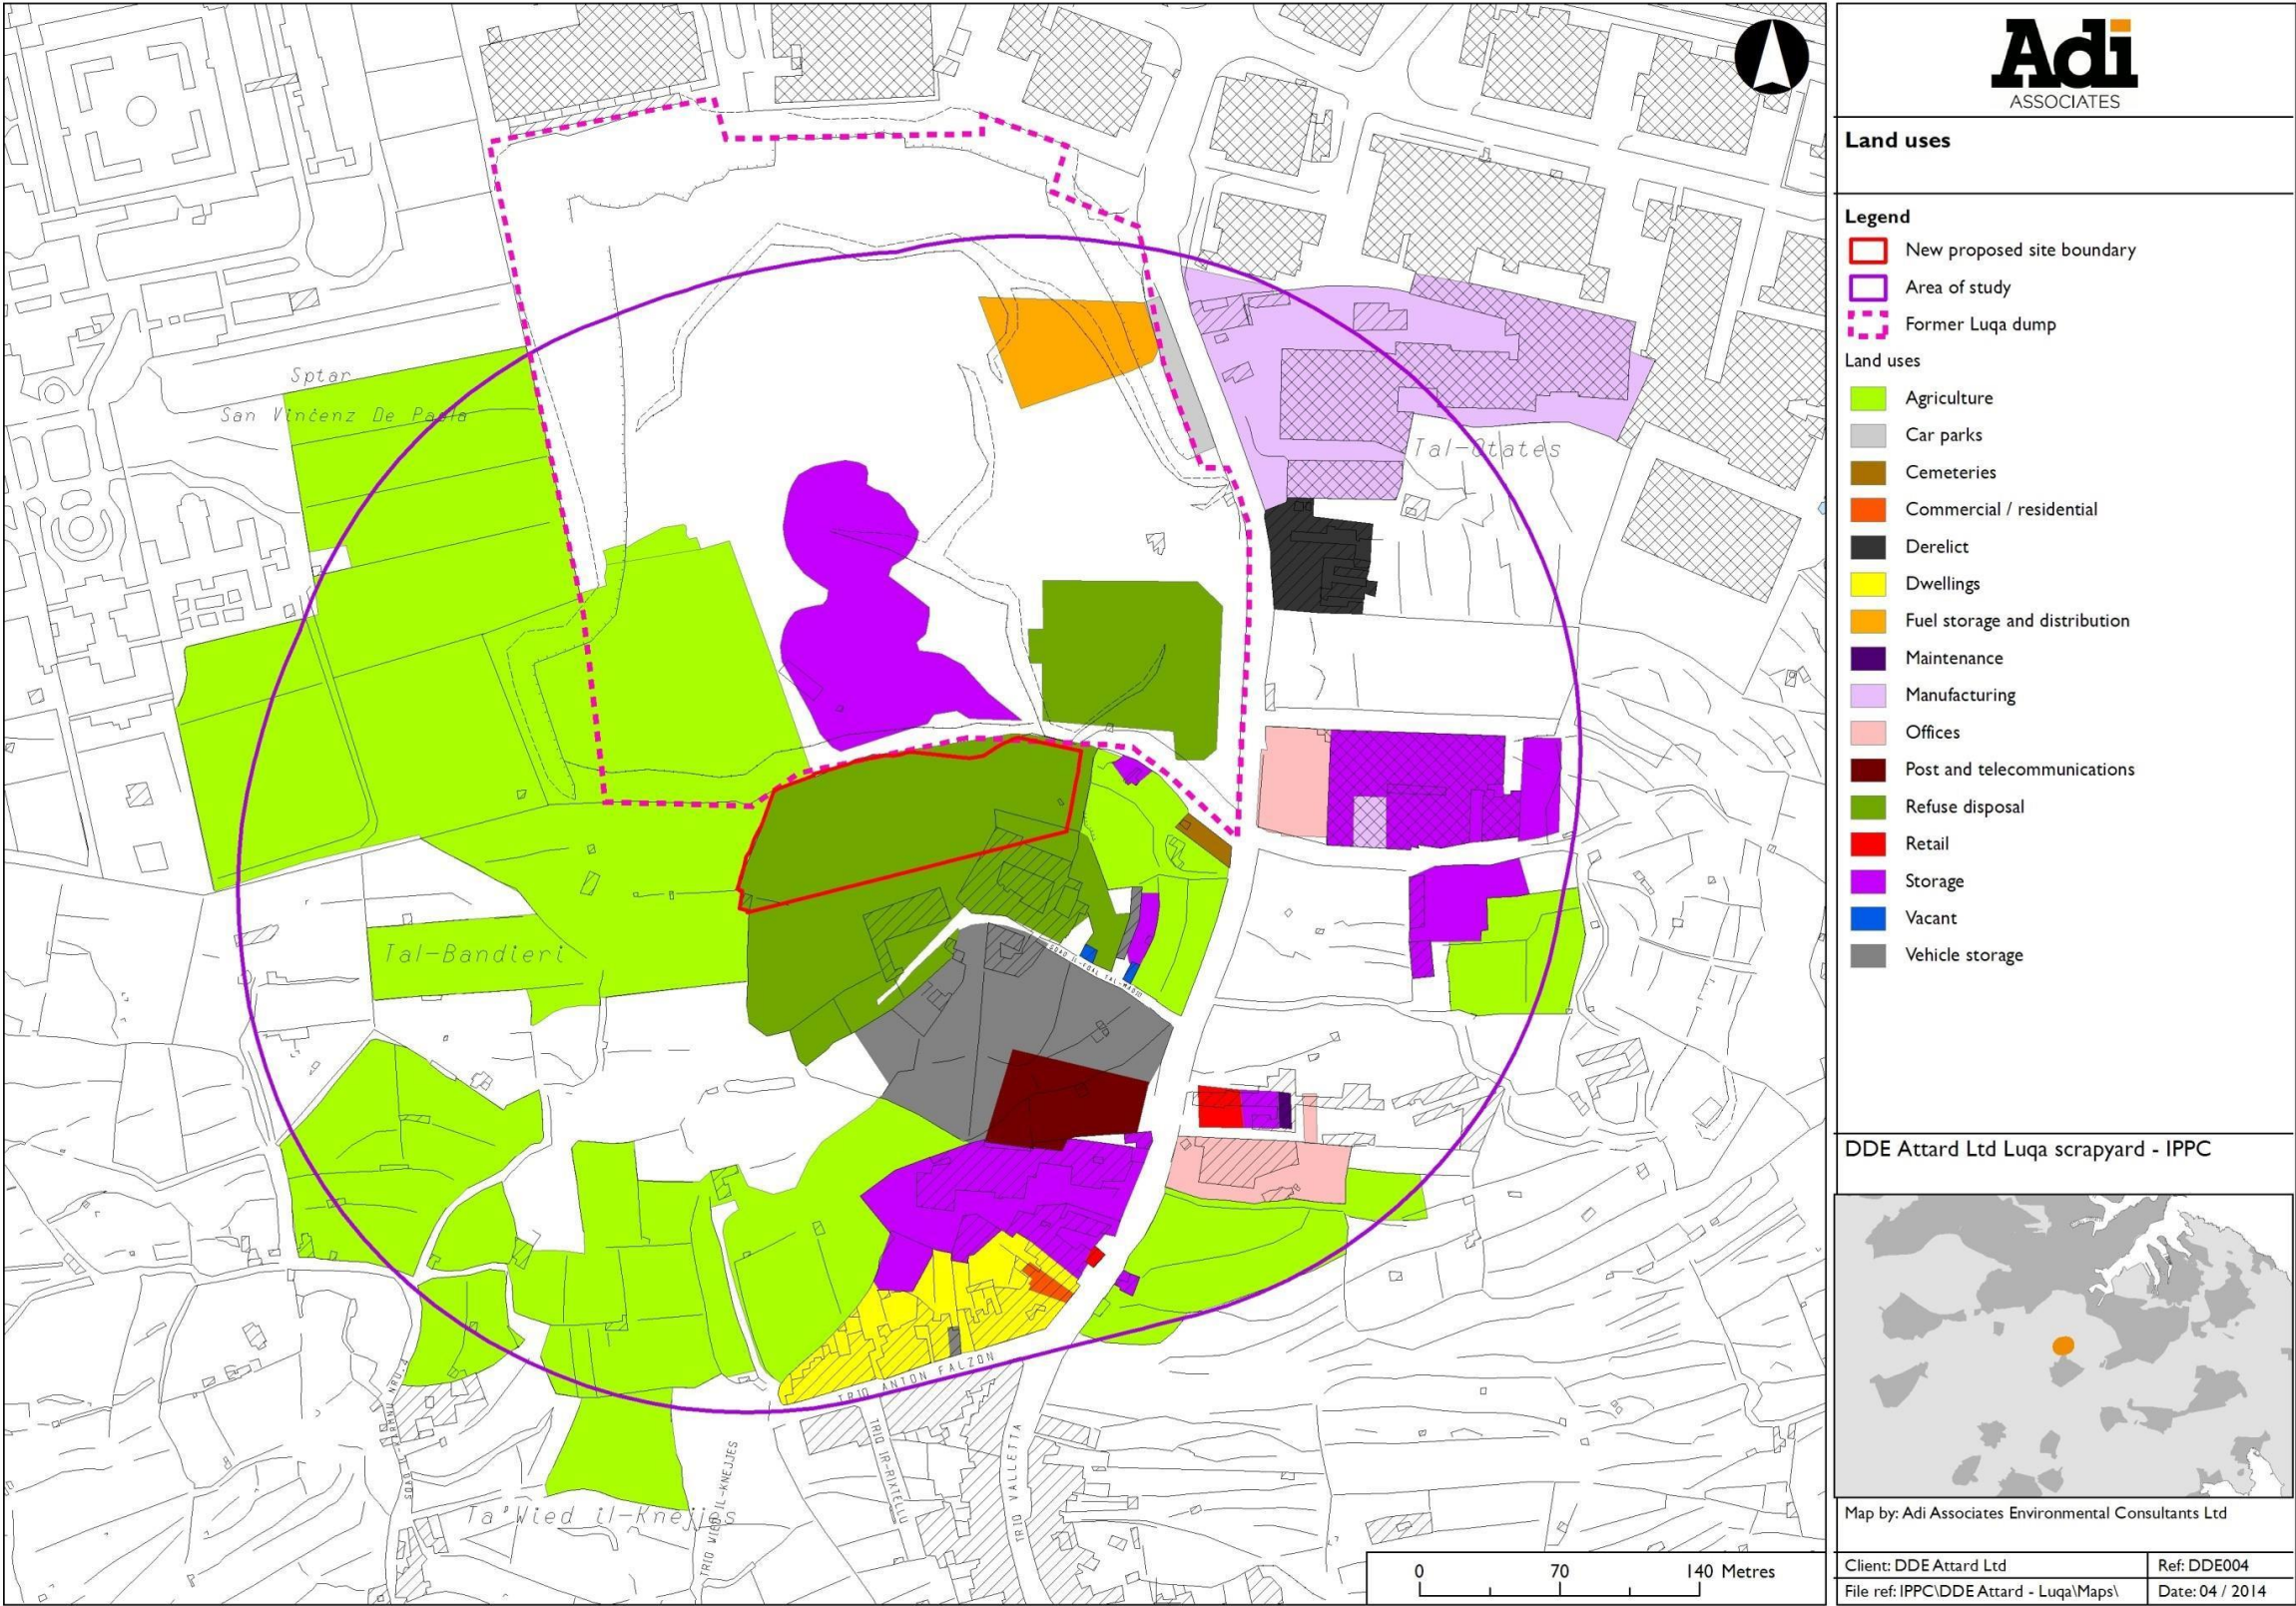 Sptar
San Vinċenz De Paola
Tal-Bandieri
TRIQ ANTON FALZON
TRIQ IR-RIXTELLU
TRIQ VALLETTA
TRIQ WIED IL-KNEJJES
Ta'Wied il-Knejjes
0 70 140 Metres
Adi
ASSOCIATES
Land uses
Legend
New proposed site boundary
Area of study
Former Luqa dump
Land uses
Agriculture
Car parks
Cemeteries
Commercial / residential
Derelict
Dwellings
Fuel storage and distribution
Maintenance
Manufacturing
Offices
Post and telecommunications
Refuse disposal
Retail
Storage
Vacant
Vehicle storage
DDE Attard Ltd Luqa scrapyard - IPPC
Map by: Adi Associates Environmental Consultants Ltd
Client: DDE Attard Ltd Ref: DDE004
File ref: IPPC\DDE Attard - Luqa\Maps\ Date: 04 / 2014